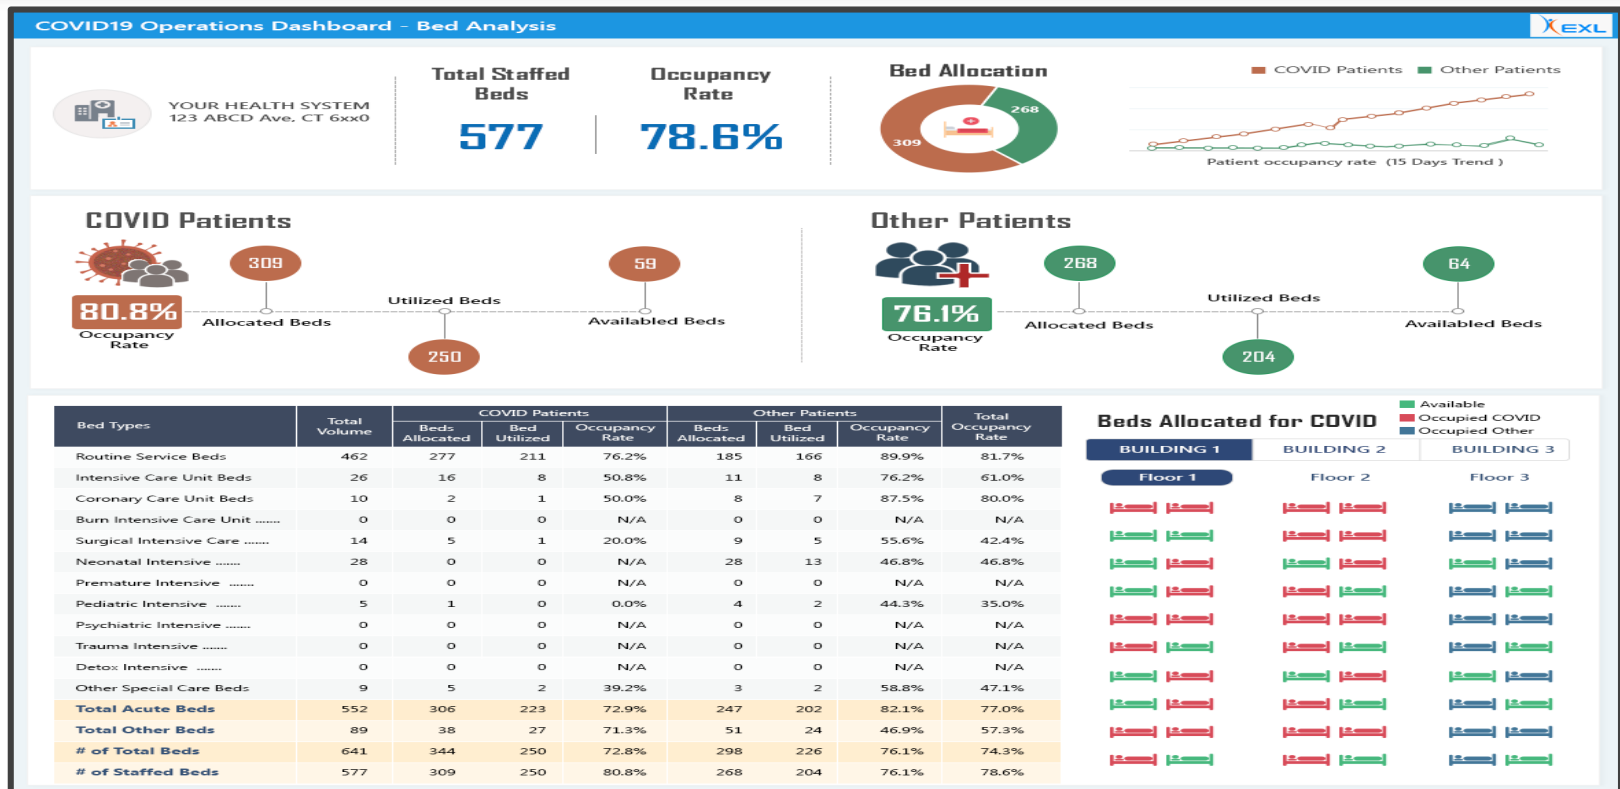 COVID19 Operations Dashboard - Bed Analysis
EXL
YOUR HEALTH SYSTEM
123 ABCD Ave, CT 6xx0
Total Staffed
Beds
577
Occupancy
Rate
78.6%
Bed Allocation
268
309
COVID Patients Other Patients
Patient occupancy rate (15 Days Trend )
COVID Patients
309
59
80.8%
Utilized Beds
Allocated Beds
Availabled Beds
Occupancy
Rate
250
Other Patients
268
64
76.1%
Utilized Beds
Allocated Beds
Availabled Beds
Occupancy
Rate
204
Bed Types
Total
Volume
COVID Patients
Other Patients
Total
Occupancy
Rate
Beds
Allocated
Bed
Utilized
Occupancy
Rate
Beds
Allocated
Bed
Utilized
Occupancy
Rate
Routine Service Beds 462 277 211 76.2% 185 166 89.9% 81.7%
Intensive Care Unit Beds 26 16 8 50.8% 11 8 76.2% 61.0%
Coronary Care Unit Beds 10 2 1 50.0% 8 7 87.5% 80.0%
Burn Intensive Care Unit ....... 0 0 0 N/A 0 0 N/A N/A
Surgical Intensive Care ....... 14 5 1 20.0% 9 5 55.6% 42.4%
Neonatal Intensive ....... 28 0 0 N/A 28 13 46.8% 46.8%
Premature Intensive ....... 0 0 0 N/A 0 0 N/A N/A
Pediatric Intensive ....... 5 1 0 0.0% 4 2 44.3% 35.0%
Psychiatric Intensive ....... 0 0 0 N/A 0 0 N/A N/A
Trauma Intensive ....... 0 0 0 N/A 0 0 N/A N/A
Detox Intensive ....... 0 0 0 N/A 0 0 N/A N/A
Other Special Care Beds 9 5 2 39.2% 3 2 58.8% 47.1%
Total Acute Beds 552 306 223 72.9% 247 202 82.1% 77.0%
Total Other Beds 89 38 27 71.3% 51 24 46.9% 57.3%
# of Total Beds 641 344 250 72.8% 298 226 76.1% 74.3%
# of Staffed Beds 577 309 250 80.8% 268 204 76.1% 78.6%
Beds Allocated for COVID
Available
Occupied COVID
Occupied Other
BUILDING 1 BUILDING 2 BUILDING 3
Floor 1 Floor 2 Floor 3